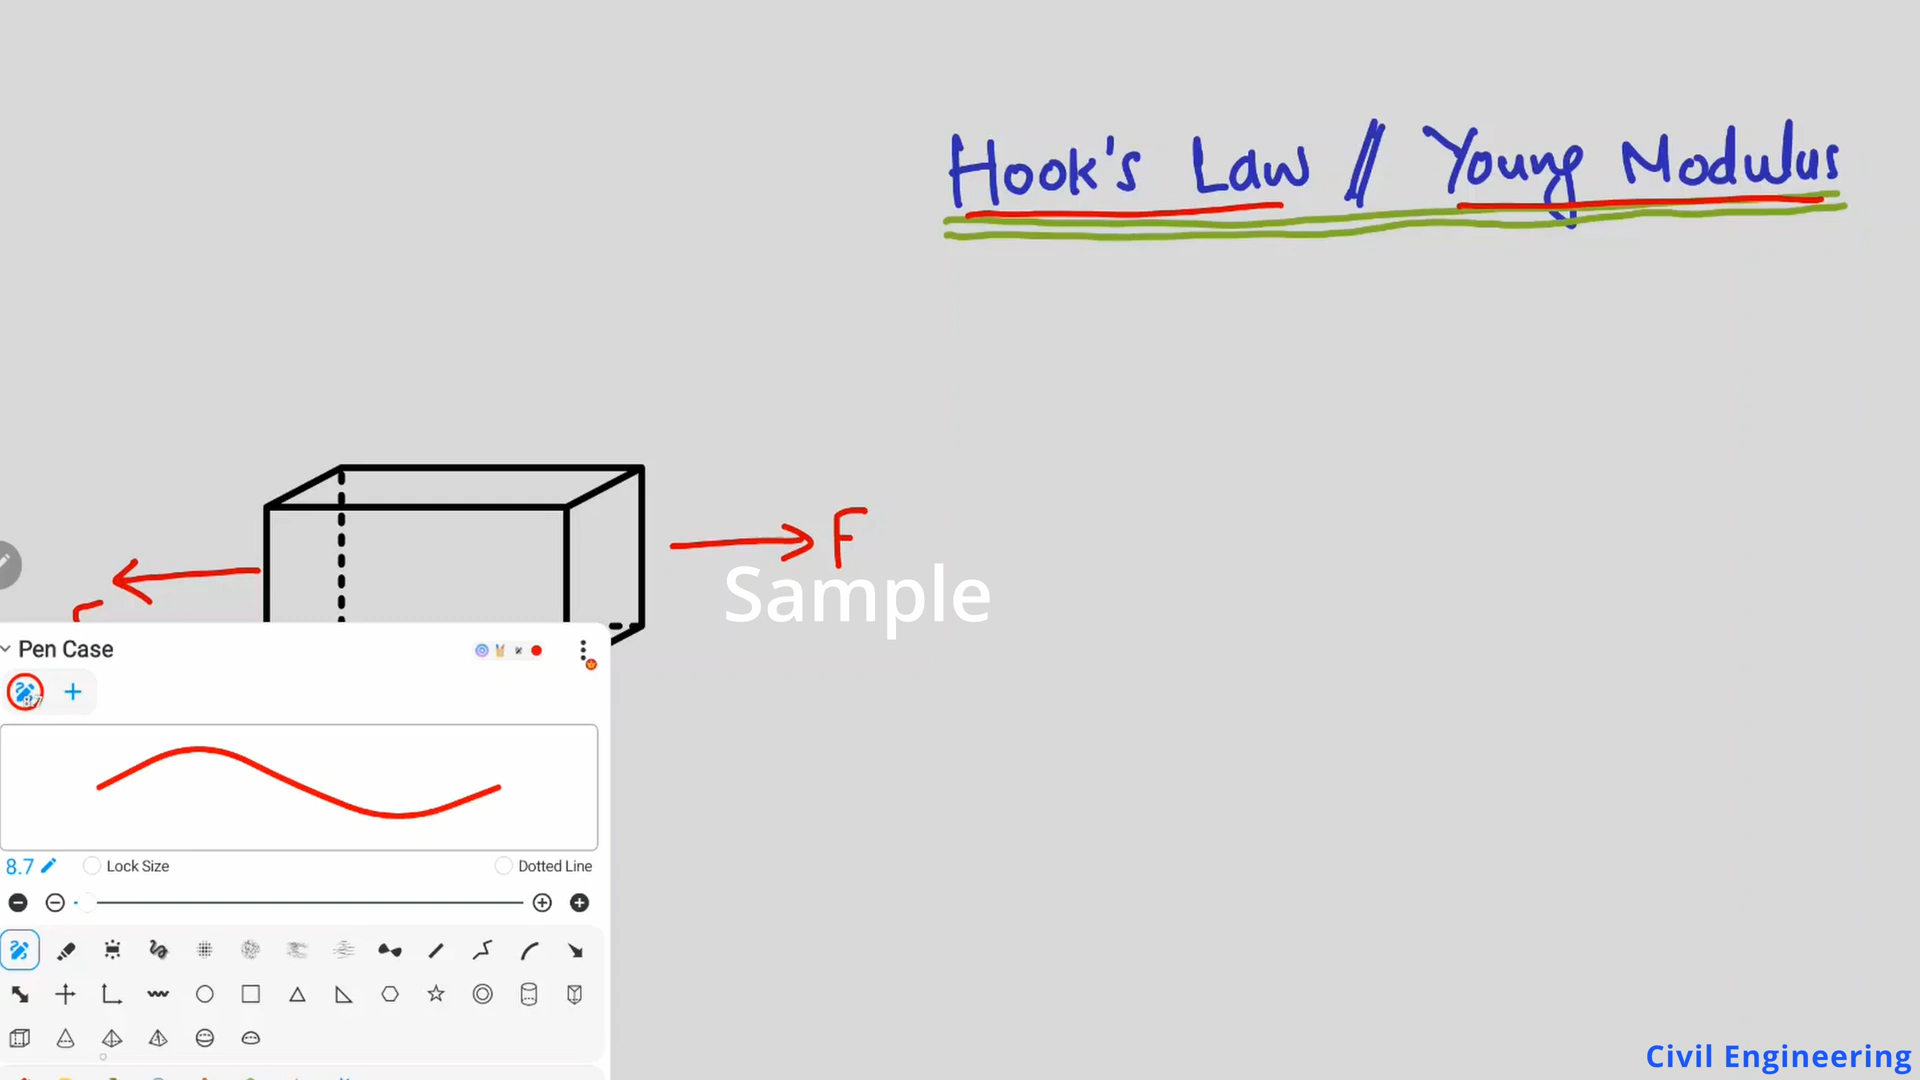 Hook's Law // Young Modulus
F
Sample
Pen Case
8.7
Lock Size
Dotted Line
Civil Engineering